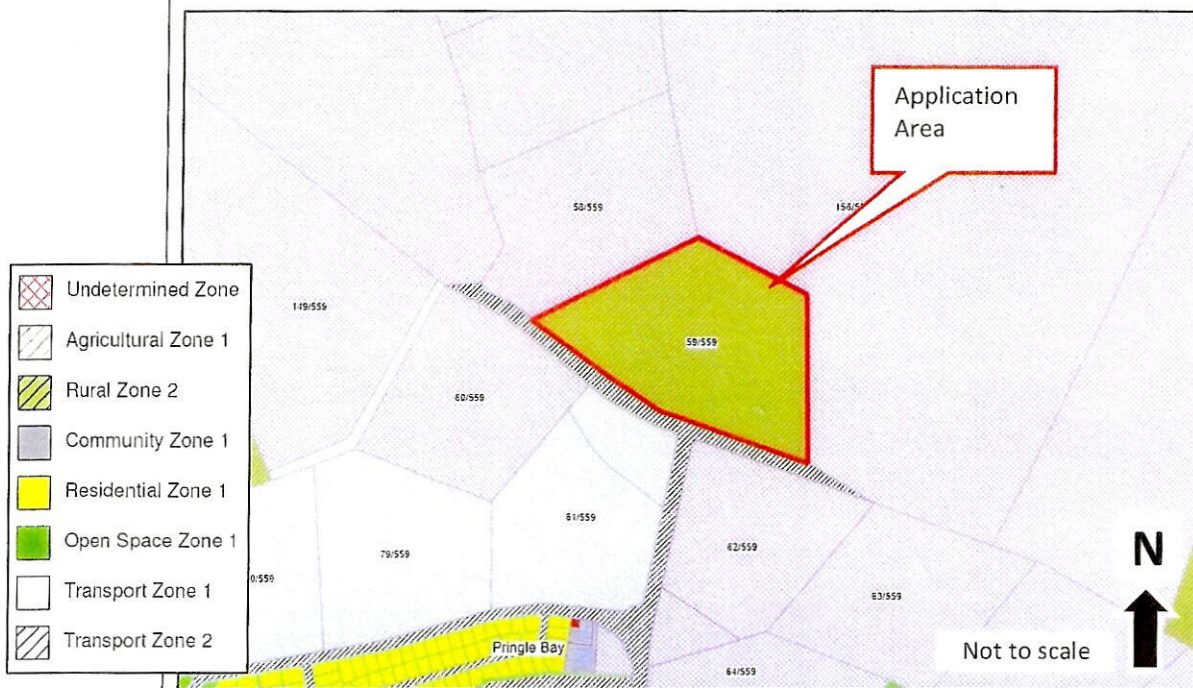 Application
Area
58/559
149/559
59/559
60/559
61/559
79/559
62/559
63/559
64/559
Pringle Bay
Undetermined Zone
Agricultural Zone 1
Rural Zone 2
Community Zone 1
Residential Zone 1
Open Space Zone 1
Transport Zone 1
Transport Zone 2
N
Not to scale